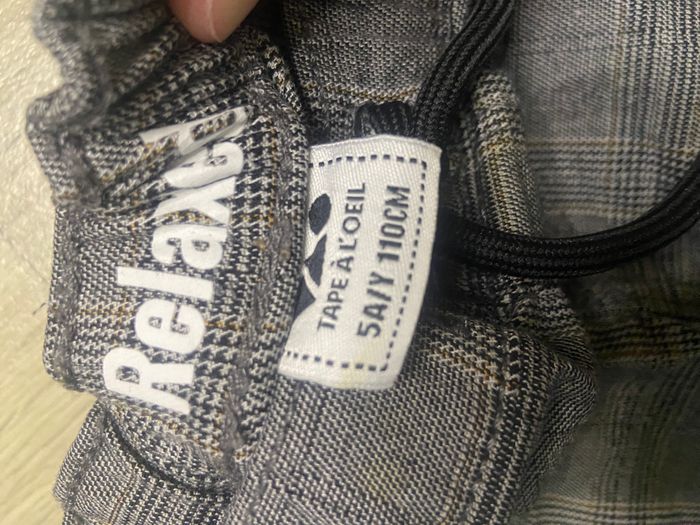 Relaxed
TAPE À L'OEIL
5A/Y 110CM